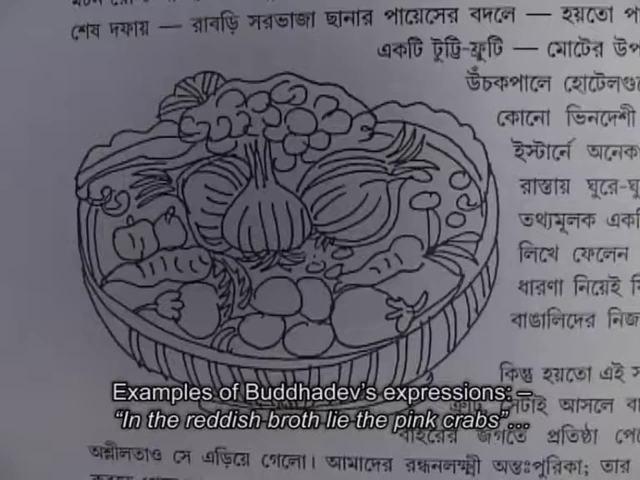 শেষ দফায় — রাবড়ি সরভাজা ছানার পায়েসের বদলে — হয়তো
একটি টুট্টি-ফ্রুটি — মোটের উপ
উঁচকপালে হোটেলগু
কোনো ভিনদেশী
ইস্টার্নে অনেক
রাস্তায় ঘুরে-ঘু
তথ্যমূলক একা
লিখে ফেলেন
ধারণা নিয়েই
বাঙালিদের নিজ
কিন্তু হয়তো এই
Examples of Buddhadev's expressions: –
"In the reddish broth lie the pink crabs"...
আসলে
বাইরের জগতে প্রতিষ্ঠা
অশ্লীলতাও সে এড়িয়ে গেলো। আমাদের রন্ধনলক্ষ্মী অন্তঃপুরিকা; তার